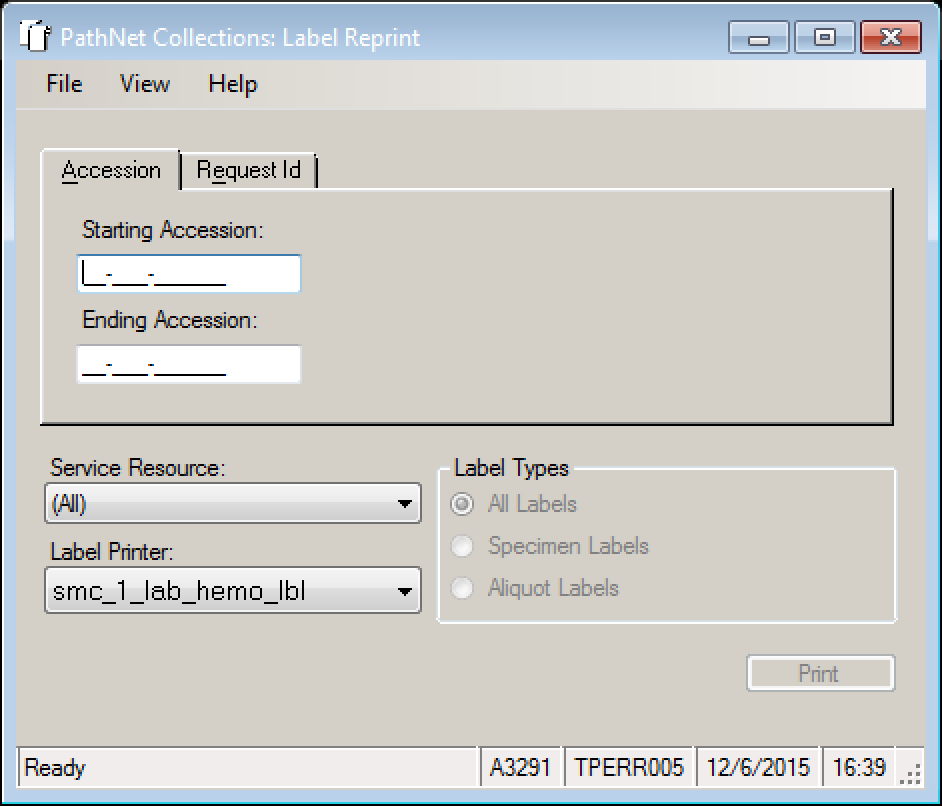 PathNet Collections: Label Reprint
File View Help
Accession Request Id
Starting Accession:
__-___-______
Ending Accession:
__-___-______
Service Resource:
(All)
Label Printer:
smc_1_lab_hemo_lbl
Label Types
All Labels
Specimen Labels
Aliquot Labels
Print
Ready A3291 TPERR005 12/6/2015 16:39